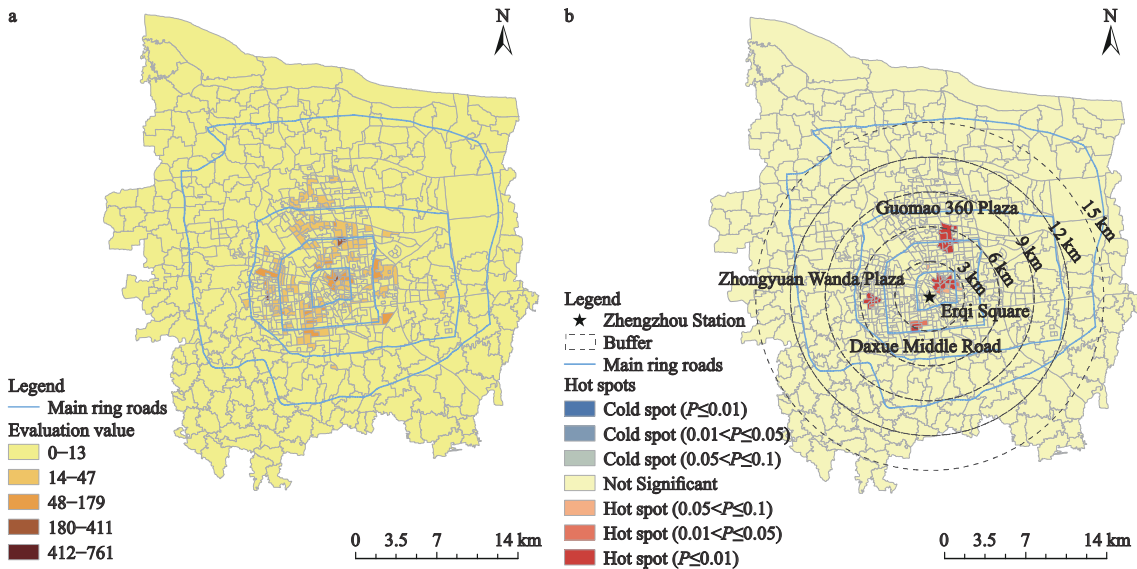 a
N
Legend
Main ring roads
Evaluation value
0–13
14–47
48–179
180–411
412–761
0 3.5 7 14 km
b
N
Guomao 360 Plaza
15 km
12 km
9 km
6 km
3 km
Zhongyuan Wanda Plaza
Erqi Square
Daxue Middle Road
Legend
Zhengzhou Station
Buffer
Main ring roads
Hot spots
Cold spot (P≤0.01)
Cold spot (0.01<P≤0.05)
Cold spot (0.05<P≤0.1)
Not Significant
Hot spot (0.05<P≤0.1)
Hot spot (0.01<P≤0.05)
Hot spot (P≤0.01)
0 3.5 7 14 km